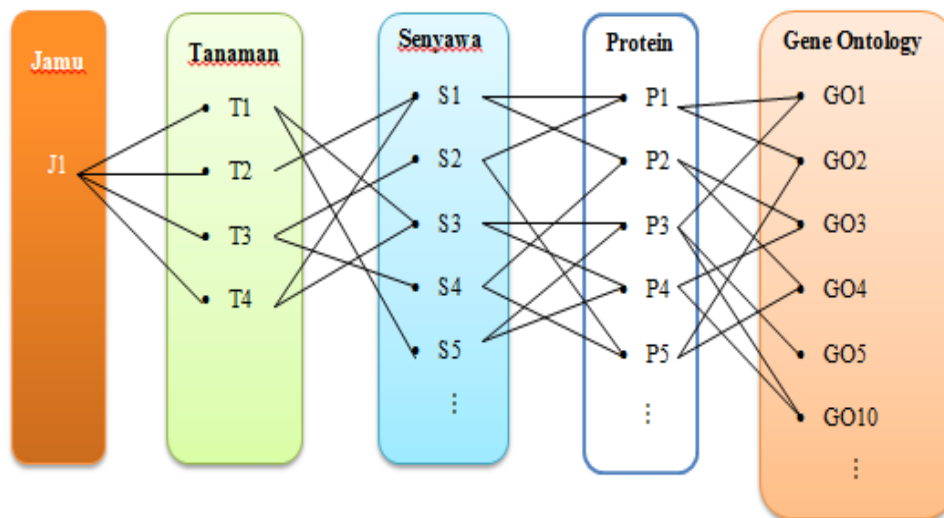 Jamu
J1
Tanaman
T1
T2
T3
T4
Senyawa
S1
S2
S3
S4
S5
⋮
Protein
P1
P2
P3
P4
P5
⋮
Gene Ontology
GO1
GO2
GO3
GO4
GO5
GO10
⋮